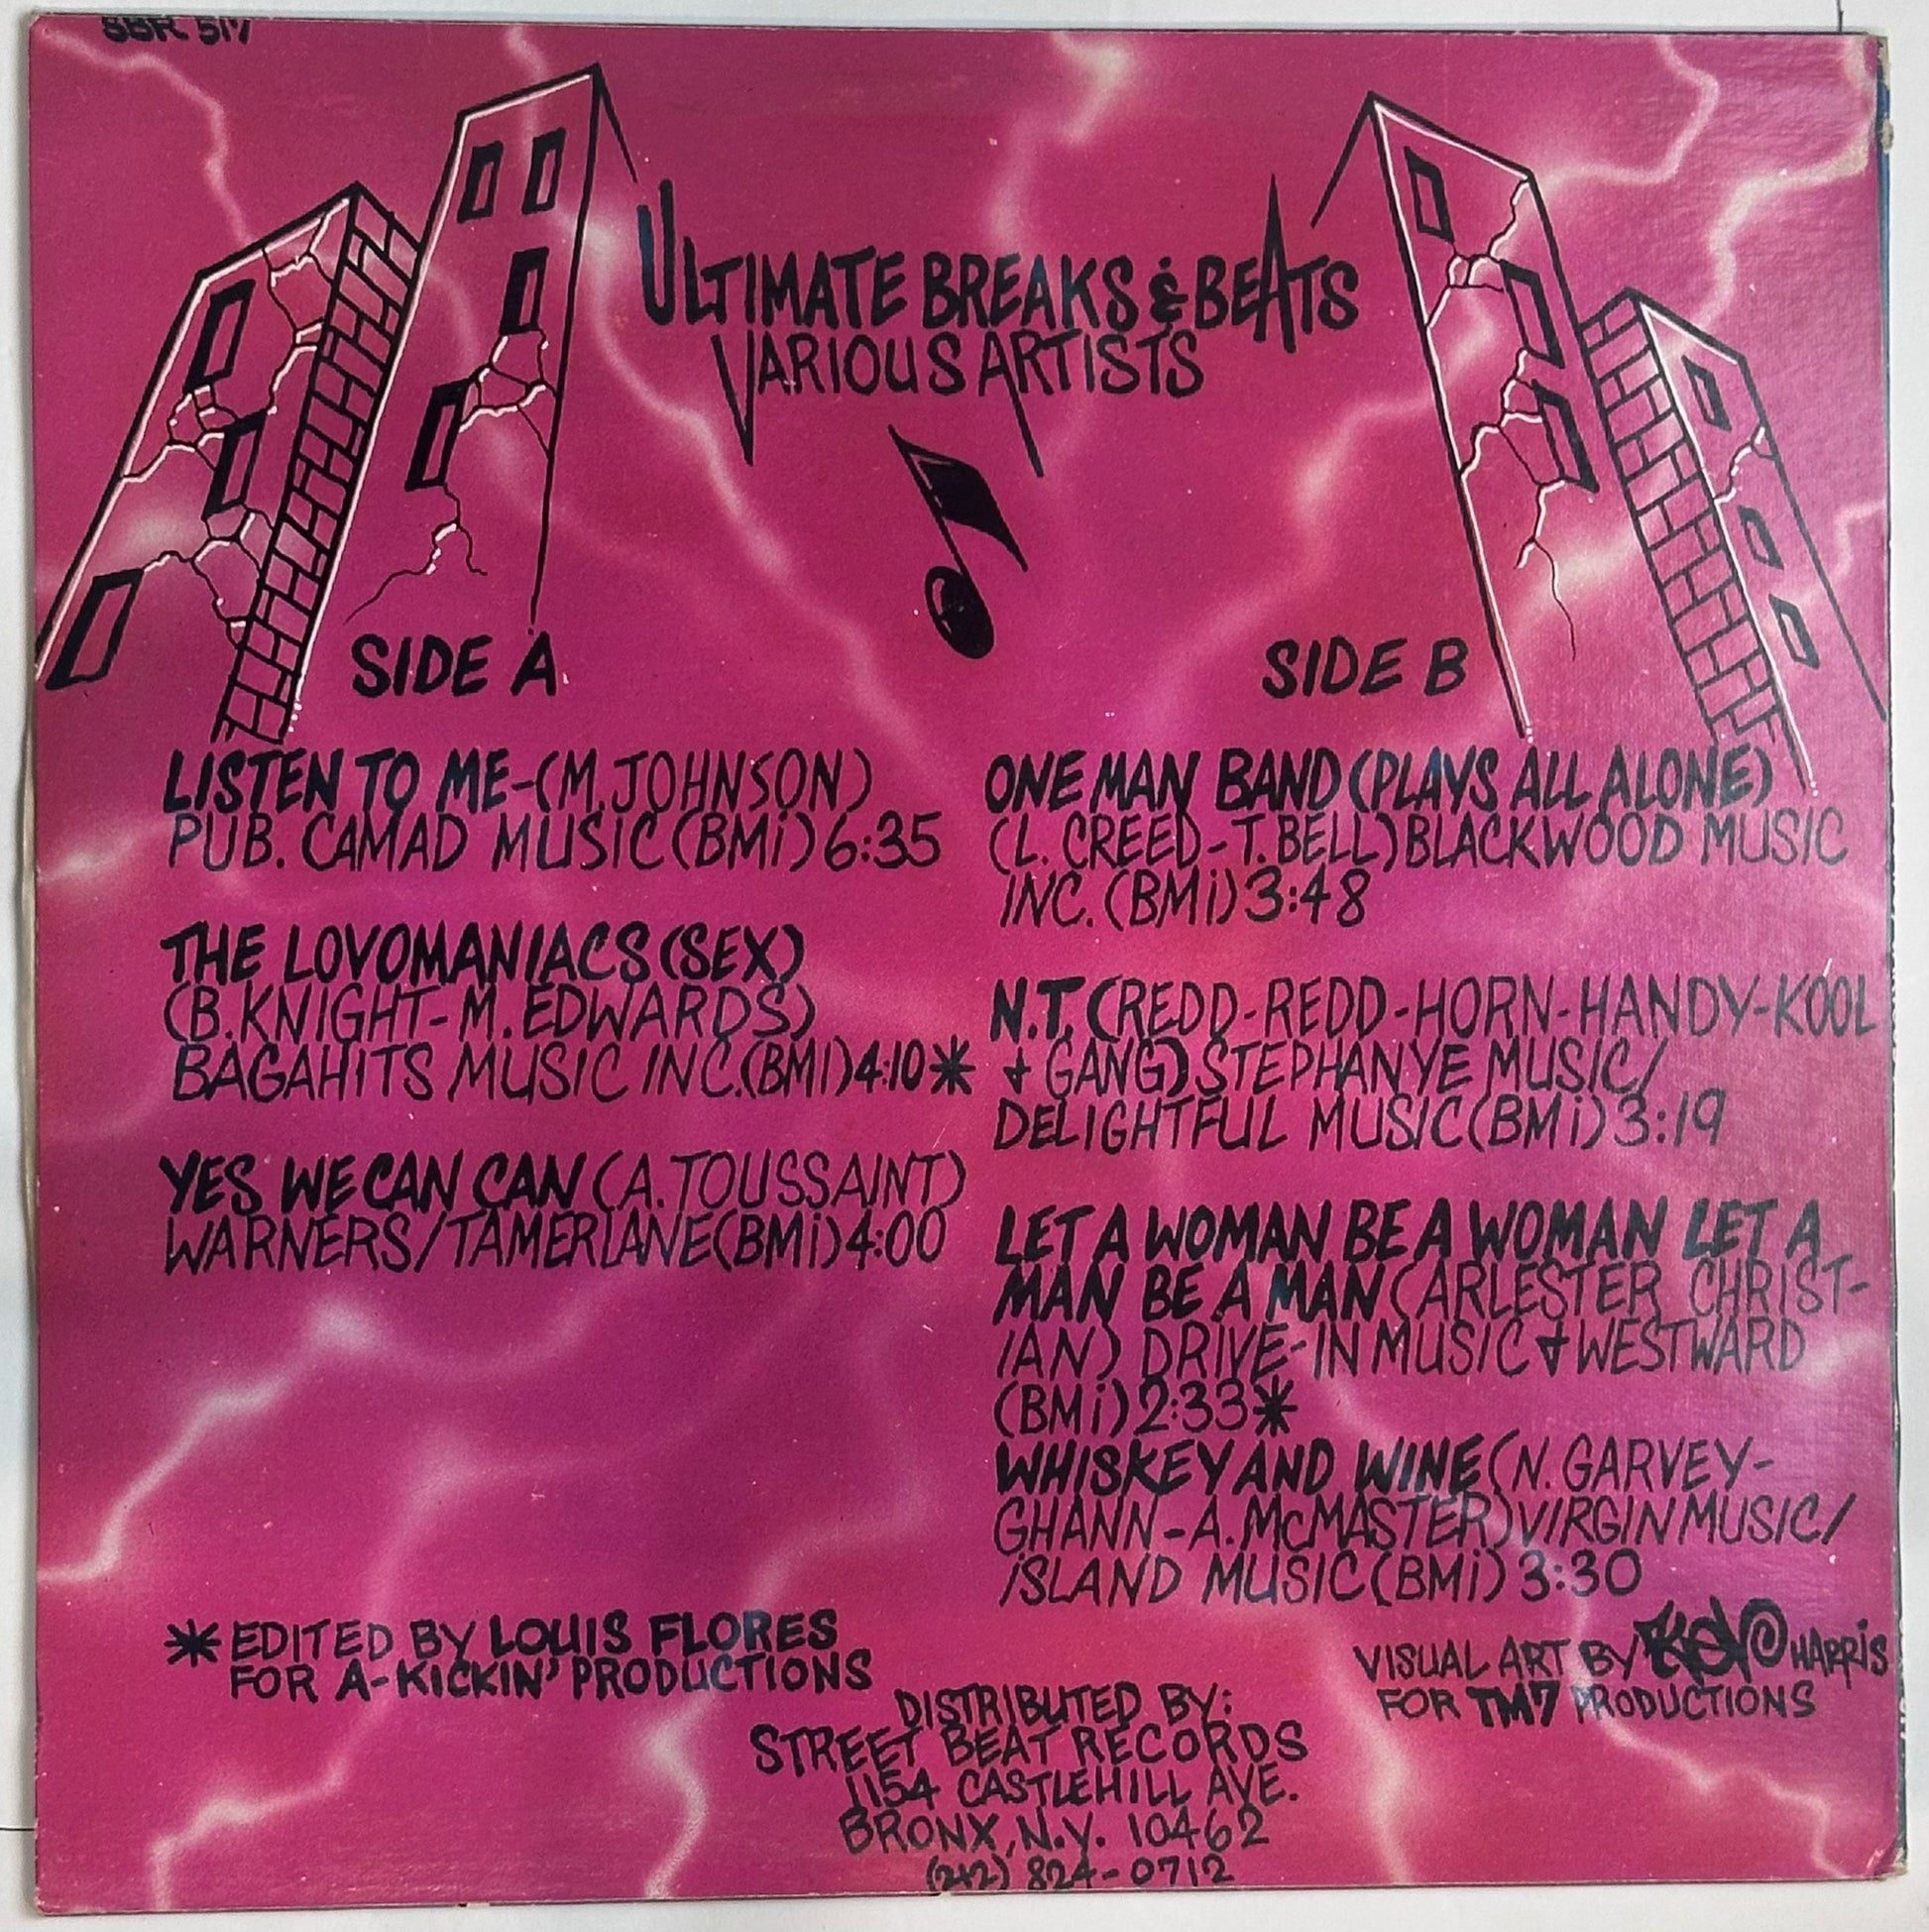 SBR 517
ULTIMATE BREAKS & BEATS
VARIOUS ARTISTS
SIDE A
LISTEN TO ME-(M.JOHNSON)
PUB. CAMAD MUSIC(BMi)6:35
THE LOVOMANIACS(SEX)
(B.KNIGHT-M.EDWARDS)
BAGAHITS MUSIC INC.(BMI)4:10*
YES WE CAN CAN(A.TOUSSAINT)
WARNERS/TAMERLANE(BMi)4:00
SIDE B
ONE MAN BAND(PLAYS ALL ALONE)
(L. CREED-T.BELL)BLACKWOOD MUSIC
INC.(BMi)3:48
N.T.(REDD-REDD-HORN-HANDY-KOOL
+ GANG)STEPHANYE MUSIC/
DELIGHTFUL MUSIC(BMi)3:19
LET A WOMAN BE A WOMAN LET A
MAN BE A MAN(ARLESTER CHRIST-
IAN) DRIVE-IN MUSIC + WESTWARD
(BMi)2:33*
WHISKEY AND WINE(N.GARVEY-
GHANN-A.McMASTER)VIRGIN MUSIC/
iSLAND MUSIC(BMi)3:30
* EDITED BY LOUIS FLORES
FOR A-KICKIN' PRODUCTIONS
VISUAL ART BY KEVO HARRiS
FOR TM7 PRODUCTIONS
DISTRIBUTED BY:
STREET BEAT RECORDS
1154 CASTLEHILL AVE.
BRONX, N.Y. 10462
(212) 824-0712